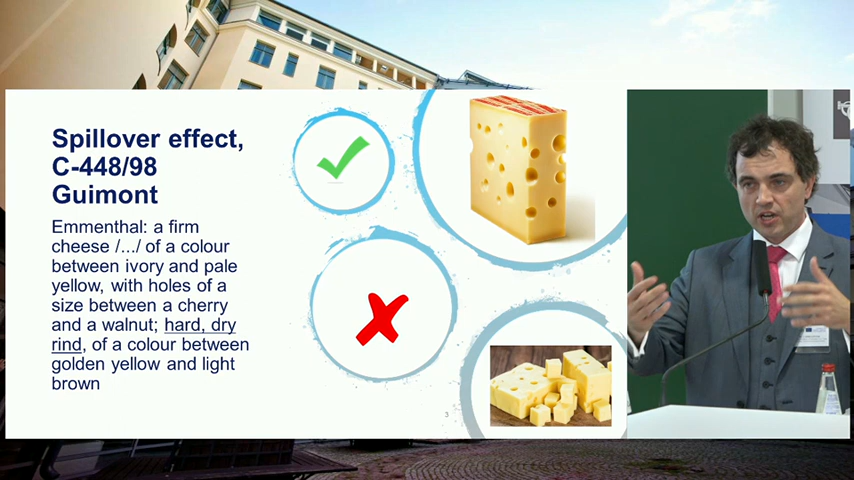 Spillover effect,
C-448/98
Guimont
Emmenthal: a firm
cheese /.../ of a colour
between ivory and pale
yellow, with holes of a
size between a cherry
and a walnut; hard, dry
rind, of a colour between
golden yellow and light
brown
3